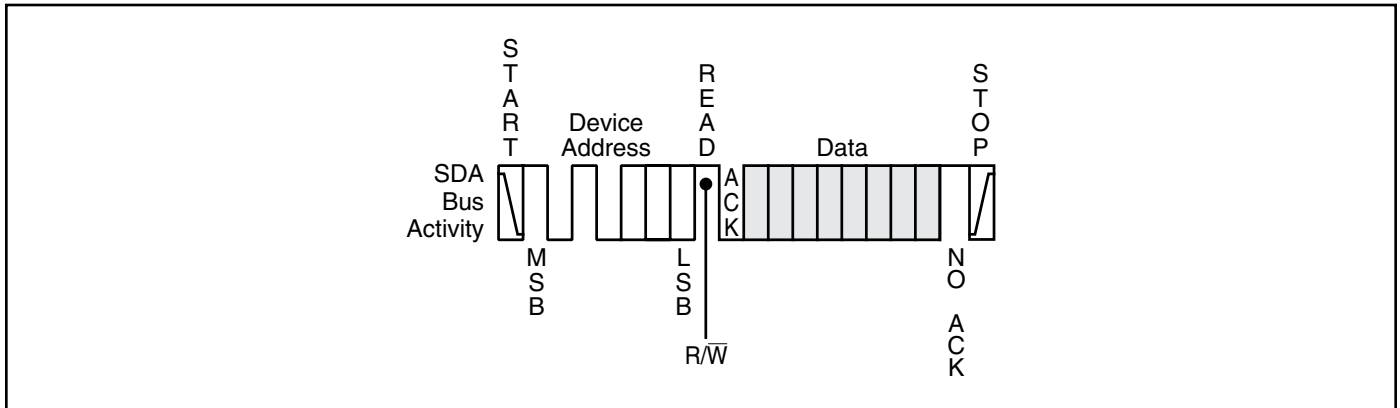 START
Device
Address
READ
Data
STOP
SDA
Bus
Activity
ACK
MSB
LSB
R/W̅
NO ACK